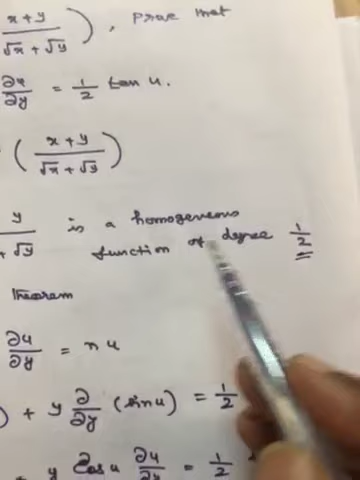 x+y / √x + √y ) , Prove that
∂u/∂y = 1/2 tan u.
( x+y / √x + √y )
y / + √y is a homogeneous function of degree 1/2
Theorem
∂u/∂y = nu
) + y ∂/∂y (sin u) = 1/2
y cos u ∂u/∂y = 1/2